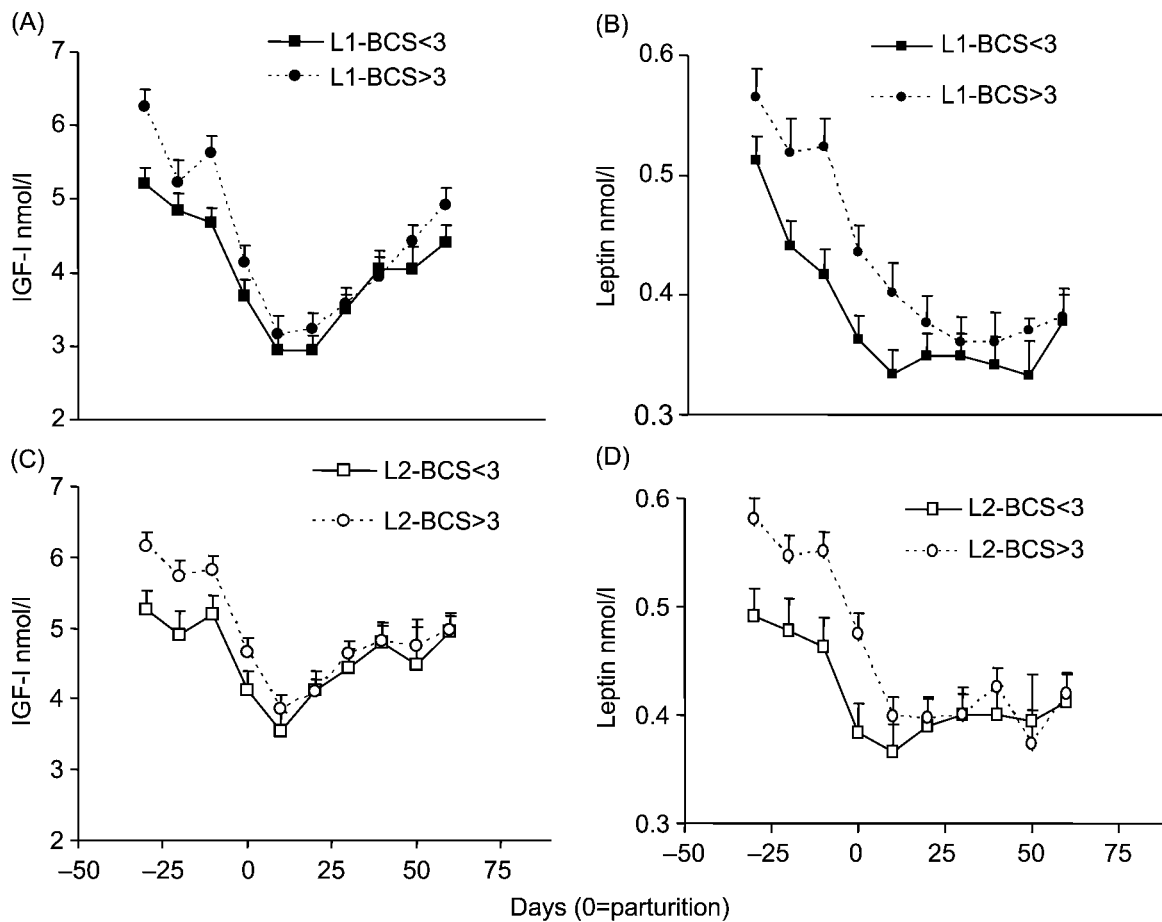 (A)
L1-BCS<3
L1-BCS>3
7
6
5
4
3
2
IGF-I nmol/l
(B)
L1-BCS<3
L1-BCS>3
0.6
0.5
0.4
0.3
Leptin nmol/l
(C)
L2-BCS<3
L2-BCS>3
7
6
5
4
3
2
IGF-I nmol/l
–50 –25 0 25 50 75
(D)
L2-BCS<3
L2-BCS>3
0.6
0.5
0.4
0.3
Leptin nmol/l
–50 –25 0 25 50 75
Days (0=parturition)